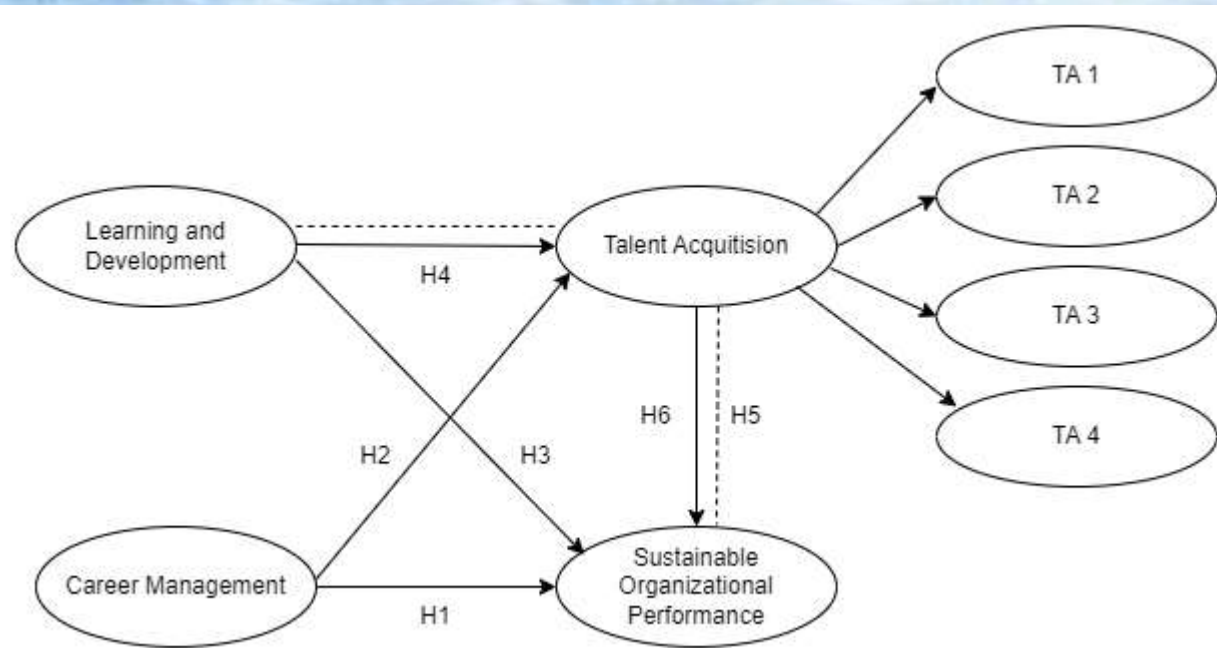 TA 1
TA 2
Learning and
Development
Talent Acquitision
H4
TA 3
H6
H5
TA 4
H2
H3
Sustainable
Organizational
Performance
Career Management
H1